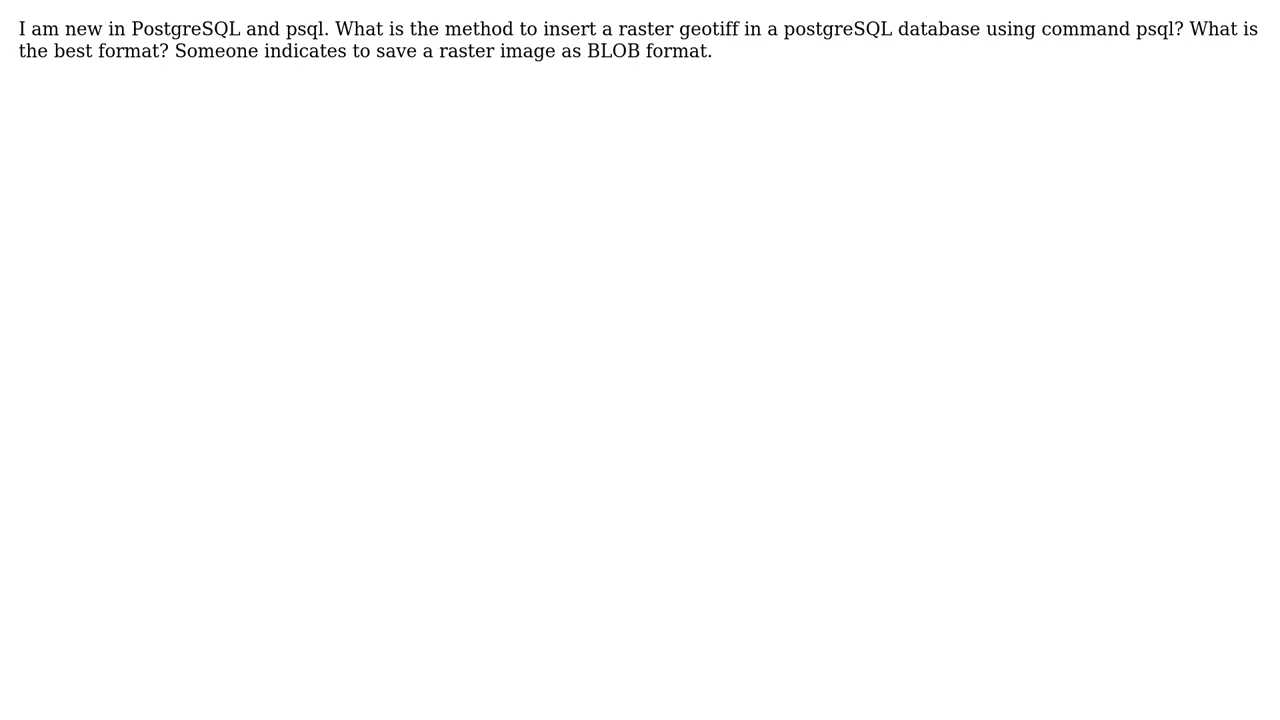 I am new in PostgreSQL and psql. What is the method to insert a raster geotiff in a postgreSQL database using command psql? What is
the best format? Someone indicates to save a raster image as BLOB format.